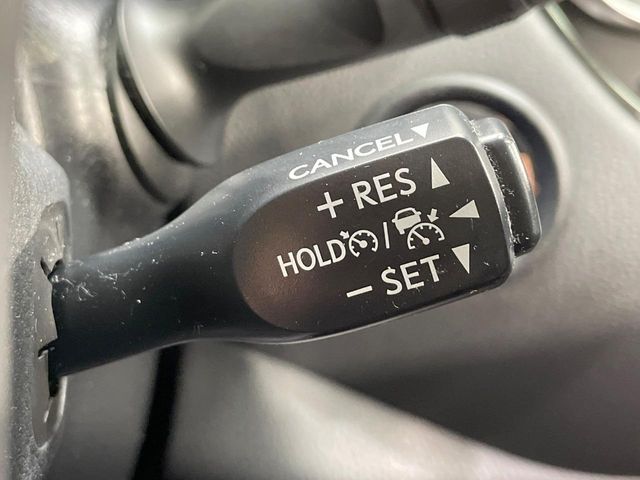 CANCEL
+ RES
HOLD /
− SET